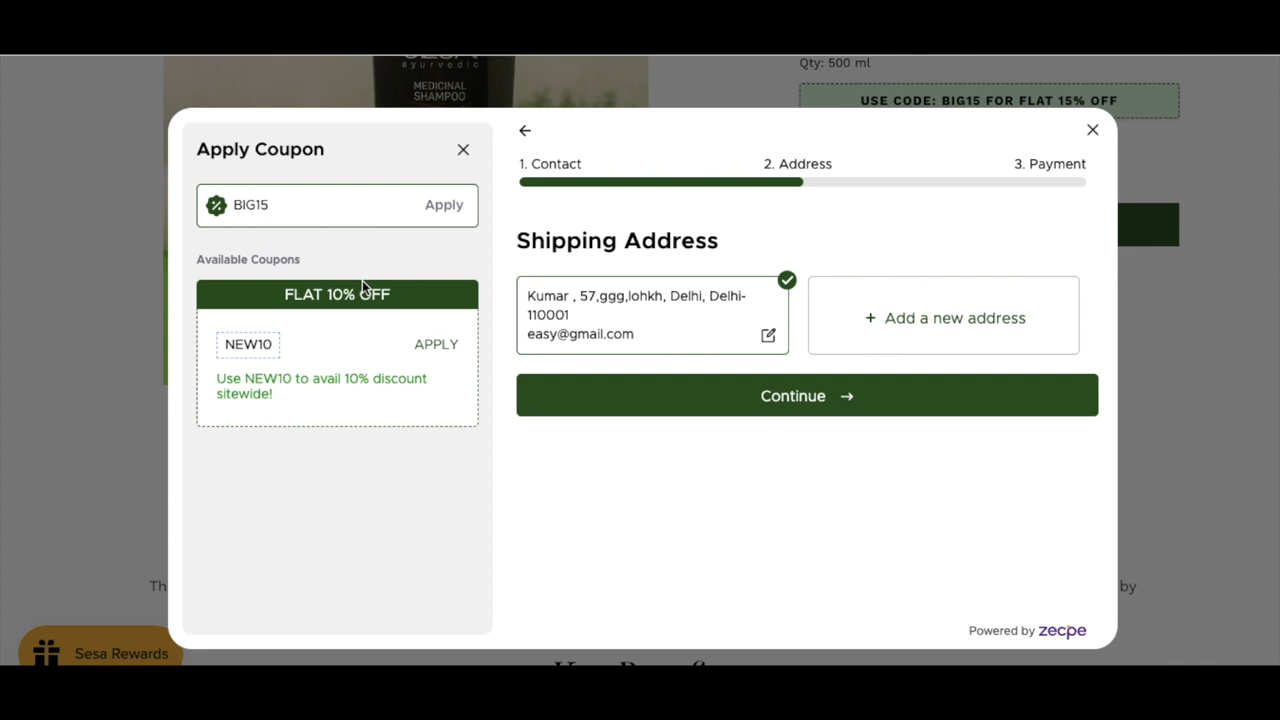 ayurvedic
MEDICINAL
SHAMPOO
Qty: 500 ml
USE CODE: BIG15 FOR FLAT 15% OFF
Apply Coupon
BIG15
Apply
Available Coupons
FLAT 10% OFF
NEW10
APPLY
Use NEW10 to avail 10% discount
sitewide!
1. Contact
2. Address
3. Payment
Shipping Address
Kumar , 57,ggg,lohkh, Delhi, Delhi-
110001
easy@gmail.com
+ Add a new address
Continue →
Powered by zecpe
Th
by
Sesa Rewards